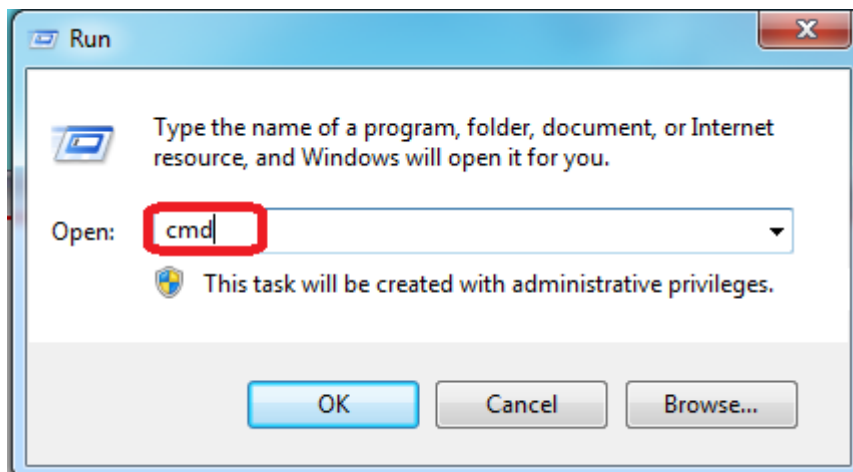 Run
Type the name of a program, folder, document, or Internet
resource, and Windows will open it for you.
Open: cmd
This task will be created with administrative privileges.
OK Cancel Browse...